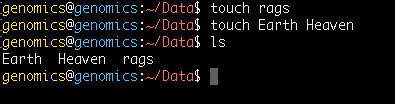 genomics@genomics:~/Data$ touch rags
genomics@genomics:~/Data$ touch Earth Heaven
genomics@genomics:~/Data$ ls
Earth  Heaven  rags
genomics@genomics:~/Data$